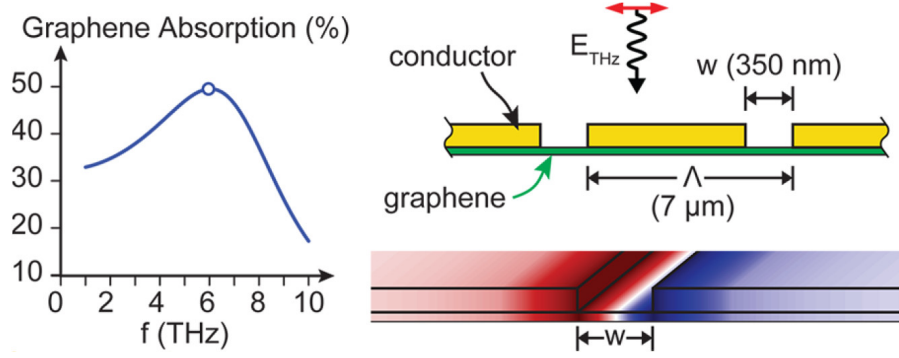 Graphene Absorption (%)
50
40
30
20
10
0 2 4 6 8 10
f (THz)
E_THz
conductor
w (350 nm)
graphene
Λ
(7 μm)
w